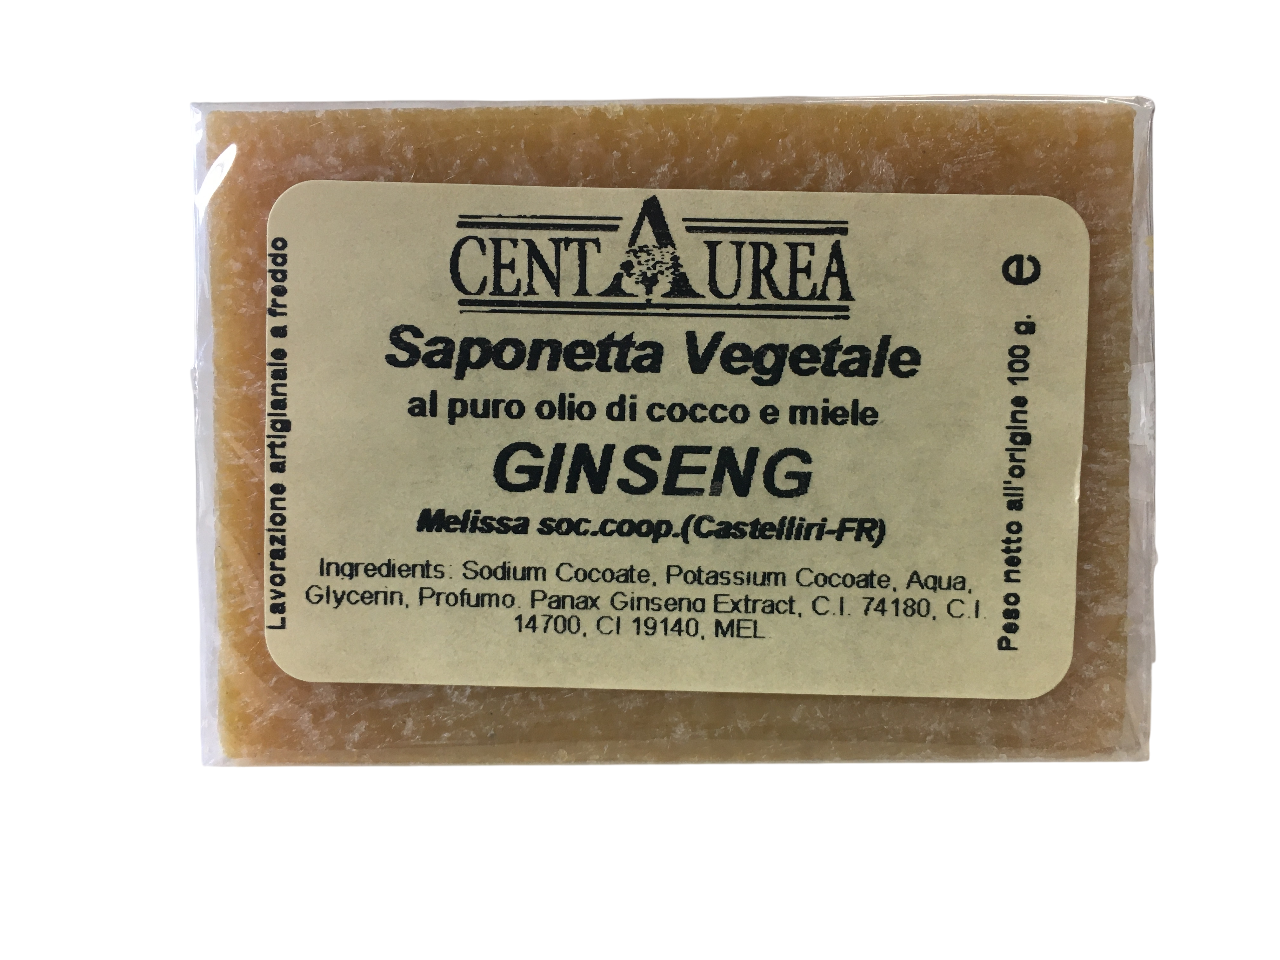 CENTAUREA
Saponetta Vegetale
al puro olio di cocco e miele
GINSENG
Melissa soc.coop.(Castelliri-FR)
Ingredients: Sodium Cocoate, Potassium Cocoate, Aqua,
Glycerin, Profumo. Panax Ginseng Extract, C.I. 74180, C.I.
14700, CI 19140, MEL
Lavorazione artigianale a freddo
Peso netto all'origine 100 g. e